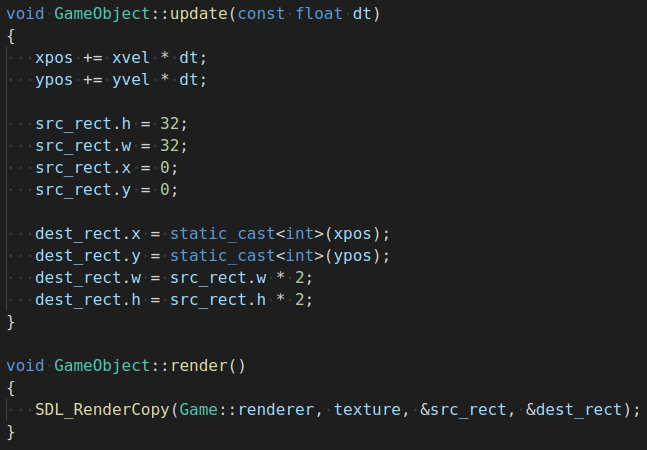 void GameObject::update(const float dt)
{
xpos += xvel * dt;
ypos += yvel * dt;
src_rect.h = 32;
src_rect.w = 32;
src_rect.x = 0;
src_rect.y = 0;
dest_rect.x = static_cast<int>(xpos);
dest_rect.y = static_cast<int>(ypos);
dest_rect.w = src_rect.w * 2;
dest_rect.h = src_rect.h * 2;
}
void GameObject::render()
{
SDL_RenderCopy(Game::renderer, texture, &src_rect, &dest_rect);
}